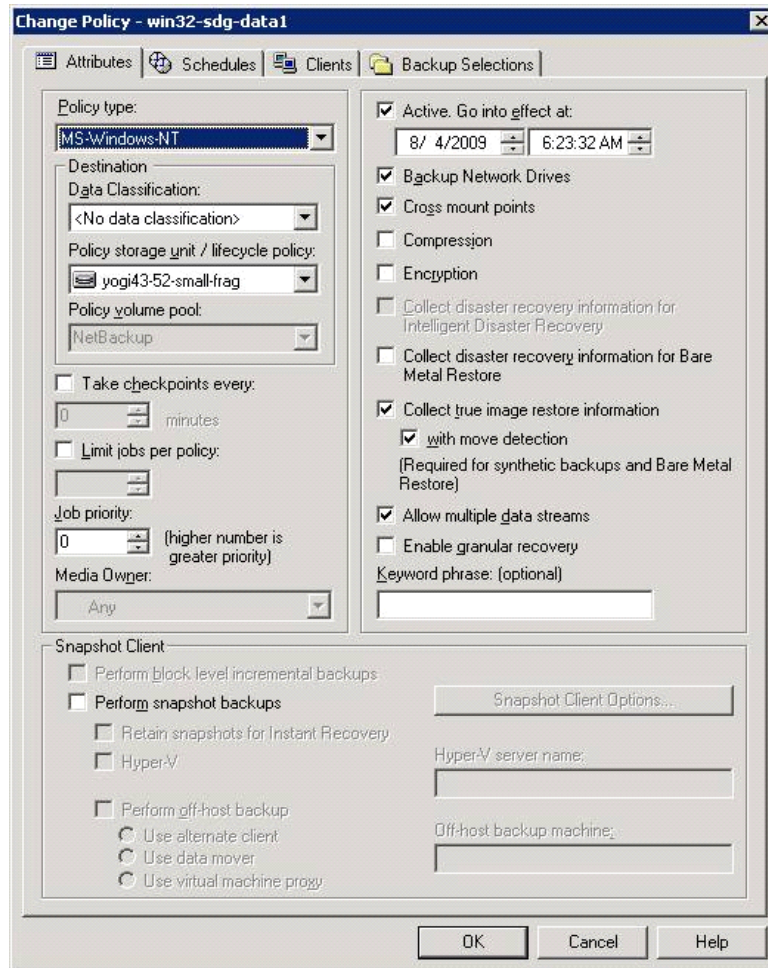 Change Policy - win32-sdg-data1
Attributes
Schedules
Clients
Backup Selections
Policy type:
MS-Windows-NT
Destination
Data Classification:
<No data classification>
Policy storage unit / lifecycle policy:
yogi43-52-small-frag
Policy volume pool:
NetBackup
Take checkpoints every:
0
minutes
Limit jobs per policy:
Job priority:
0
(higher number is
greater priority)
Media Owner:
Any
Active. Go into effect at:
8/ 4/2009
6:23:32 AM
Backup Network Drives
Cross mount points
Compression
Encryption
Collect disaster recovery information for
Intelligent Disaster Recovery
Collect disaster recovery information for Bare
Metal Restore
Collect true image restore information
with move detection
(Required for synthetic backups and Bare Metal
Restore)
Allow multiple data streams
Enable granular recovery
Keyword phrase: (optional)
Snapshot Client
Perform block level incremental backups
Perform snapshot backups
Snapshot Client Options...
Retain snapshots for Instant Recovery
Hyper-V
Hyper-V server name:
Perform off-host backup
Use alternate client
Use data mover
Use virtual machine proxy
Off-host backup machine:
OK
Cancel
Help